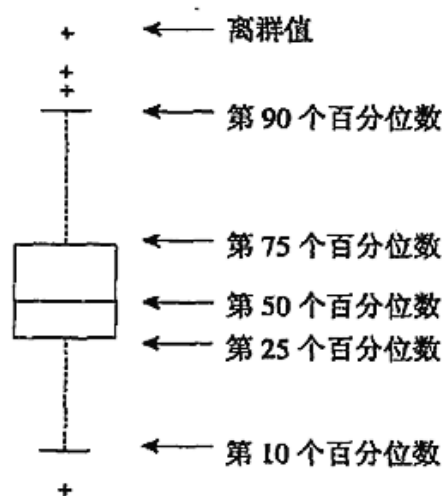 离群值
第 90 个百分位数
第 75 个百分位数
第 50 个百分位数
第 25 个百分位数
第 10 个百分位数